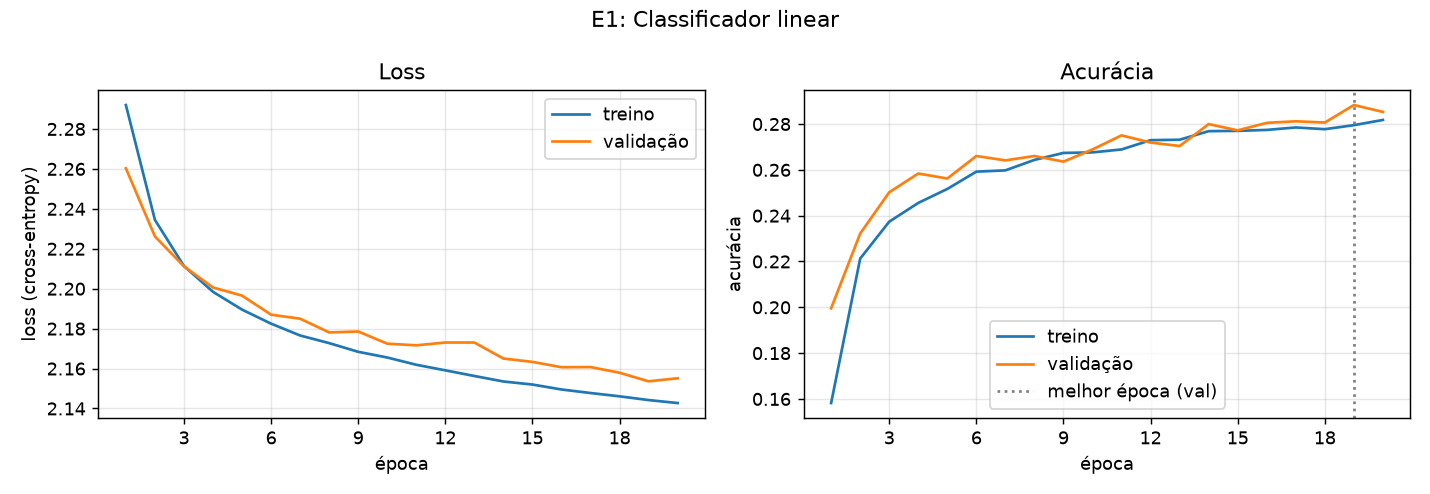 E1: Classificador linear
Loss
loss (cross-entropy)
2.28
2.26
2.24
2.22
2.20
2.18
2.16
2.14
treino
validação
3 6 9 12 15 18
época
Acurácia
acurácia
0.28
0.26
0.24
0.22
0.20
0.18
0.16
treino
validação
melhor época (val)
3 6 9 12 15 18
época